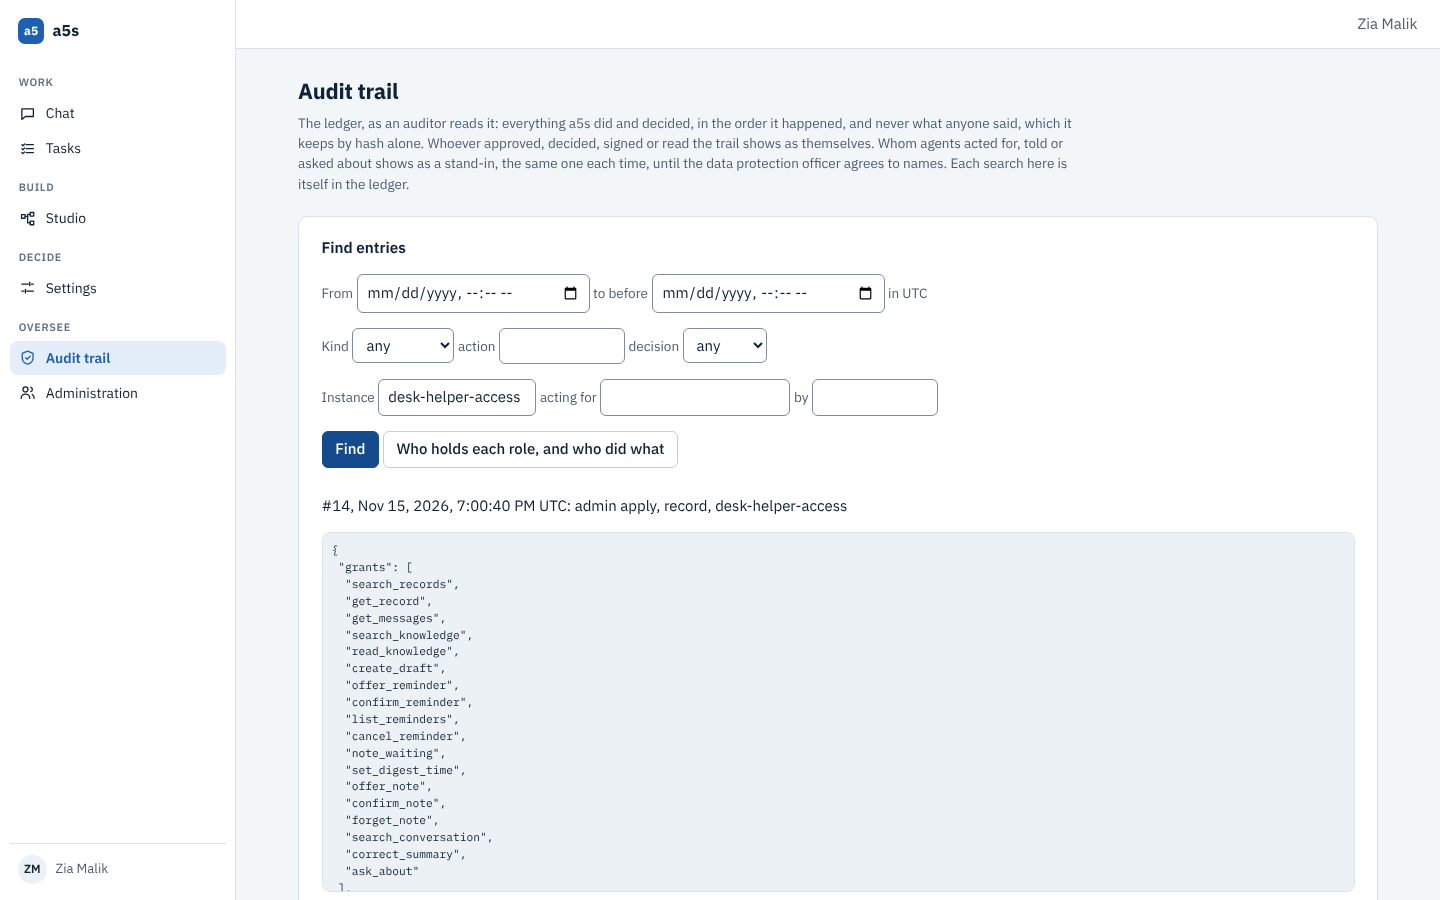 a5 a5s
Zia Malik
WORK
Chat
Tasks
BUILD
Studio
DECIDE
Settings
OVERSEE
Audit trail
Administration
ZM Zia Malik
Audit trail
The ledger, as an auditor reads it: everything a5s did and decided, in the order it happened, and never what anyone said, which it
keeps by hash alone. Whoever approved, decided, signed or read the trail shows as themselves. Whom agents acted for, told or
asked about shows as a stand-in, the same one each time, until the data protection officer agrees to names. Each search here is
itself in the ledger.
Find entries
From mm/dd/yyyy, --:-- -- to before mm/dd/yyyy, --:-- -- in UTC
Kind any action decision any
Instance desk-helper-access acting for by
Find Who holds each role, and who did what
#14, Nov 15, 2026, 7:00:40 PM UTC: admin apply, record, desk-helper-access
{
"grants": [
"search_records",
"get_record",
"get_messages",
"search_knowledge",
"read_knowledge",
"create_draft",
"offer_reminder",
"confirm_reminder",
"list_reminders",
"cancel_reminder",
"note_waiting",
"set_digest_time",
"offer_note",
"confirm_note",
"forget_note",
"search_conversation",
"correct_summary",
"ask_about"
],